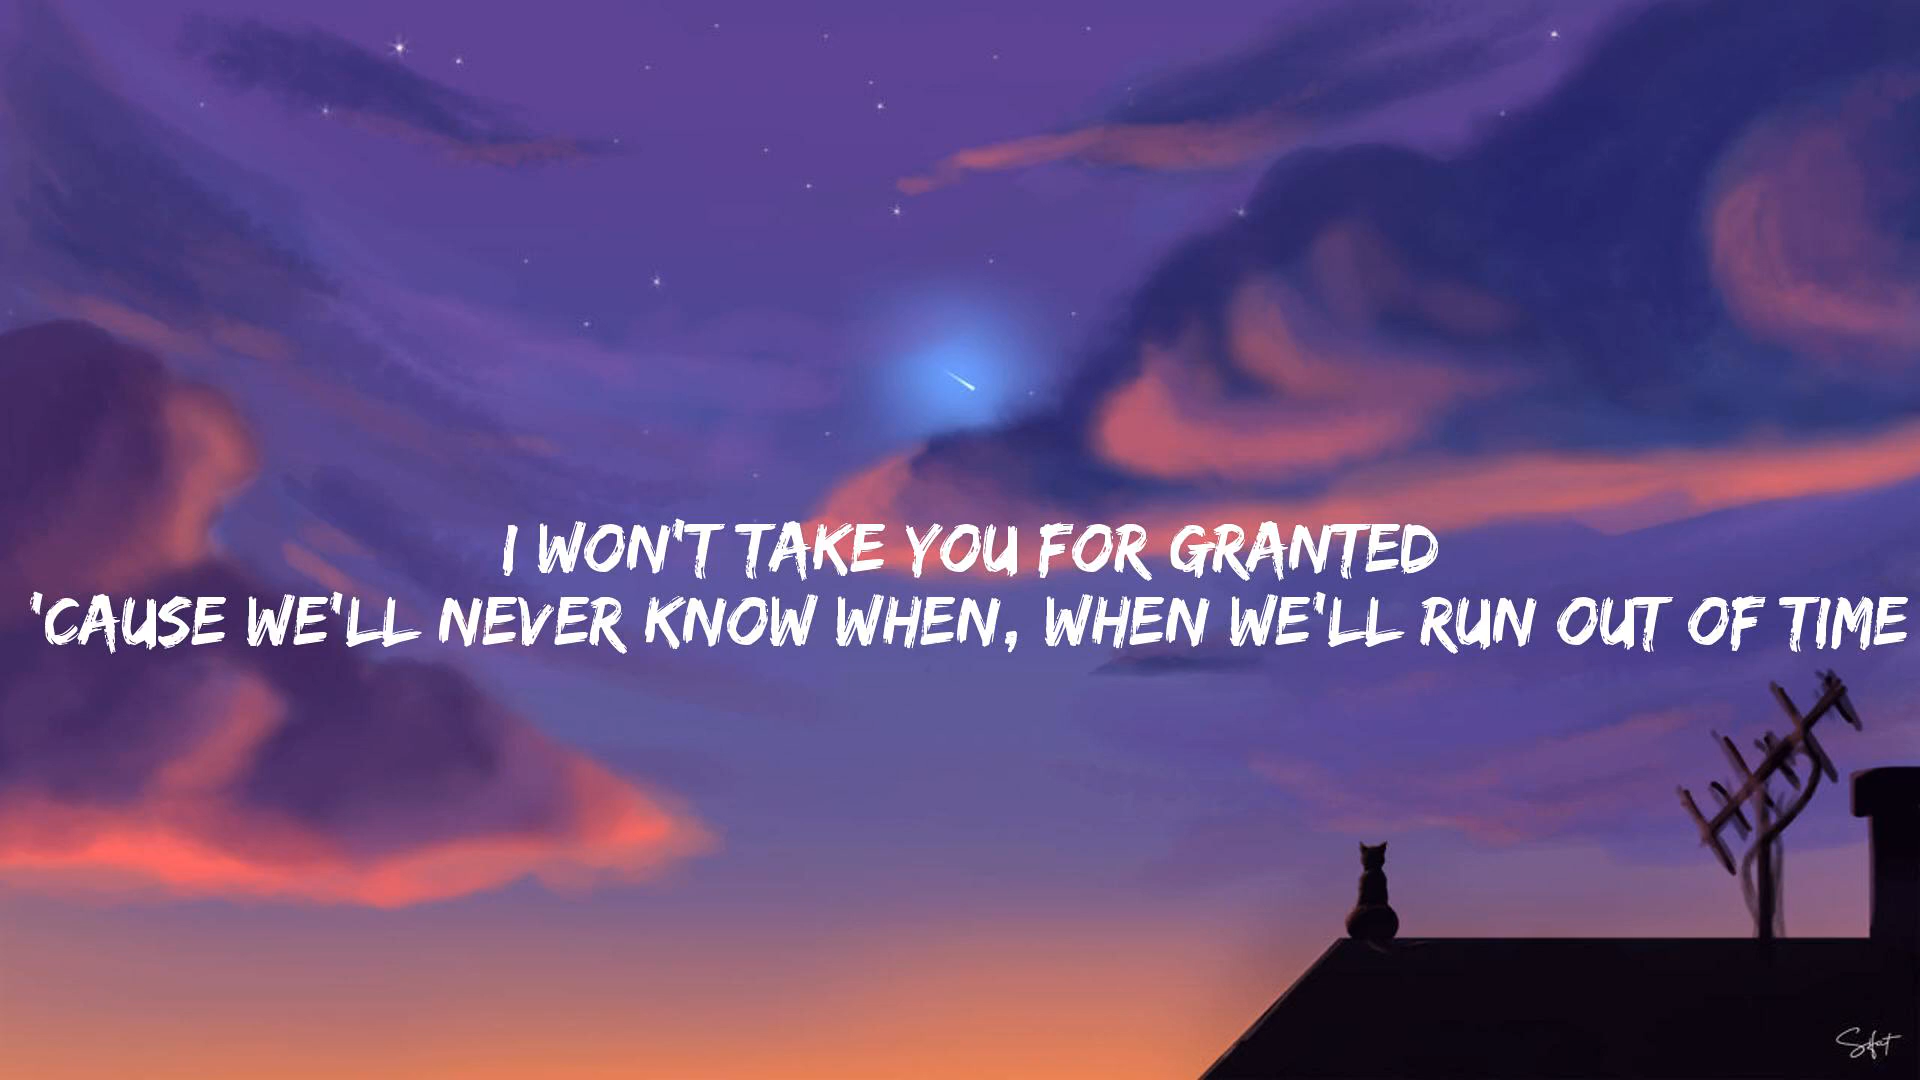 I WON'T TAKE YOU FOR GRANTED
'CAUSE WE'LL NEVER KNOW WHEN, WHEN WE'LL RUN OUT OF TIME